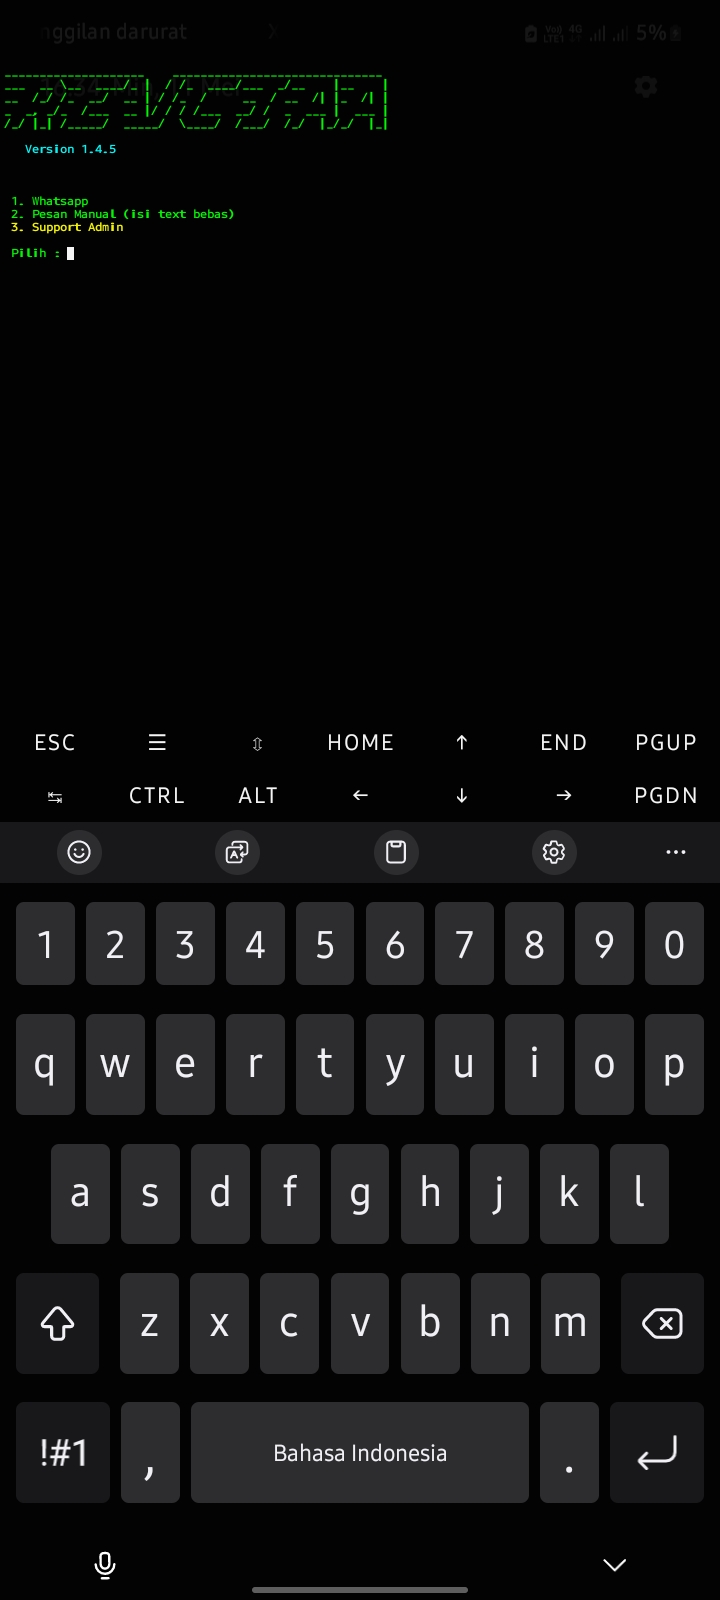 nggilan darurat
VoLTE1 4G 5%
Version 1.4.5
1. Whatsapp
2. Pesan Manual (isi text bebas)
3. Support Admin
Pilih :
ESC HOME ↑ END PGUP
CTRL ALT ← ↓ → PGDN
1 2 3 4 5 6 7 8 9 0
q w e r t y u i o p
a s d f g h j k l
z x c v b n m
!#1 , Bahasa Indonesia .